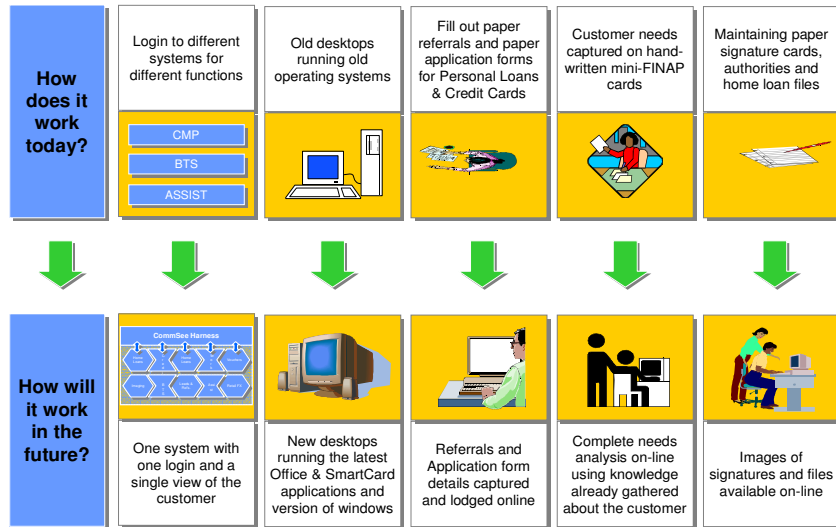 How
does it
work
today?
Login to different
systems for
different functions
CMP
BTS
ASSIST
Old desktops
running old
operating systems
Fill out paper
referrals and paper
application forms
for Personal Loans
& Credit Cards
Customer needs
captured on hand-
written mini-FINAP
cards
Maintaining paper
signature cards,
authorities and
home loan files
How will
it work
in the
future?
CommSee Harness
One system with
one login and a
single view of the
customer
New desktops
running the latest
Office & SmartCard
applications and
version of windows
Referrals and
Application form
details captured
and lodged online
Complete needs
analysis on-line
using knowledge
already gathered
about the customer
Images of
signatures and files
available on-line